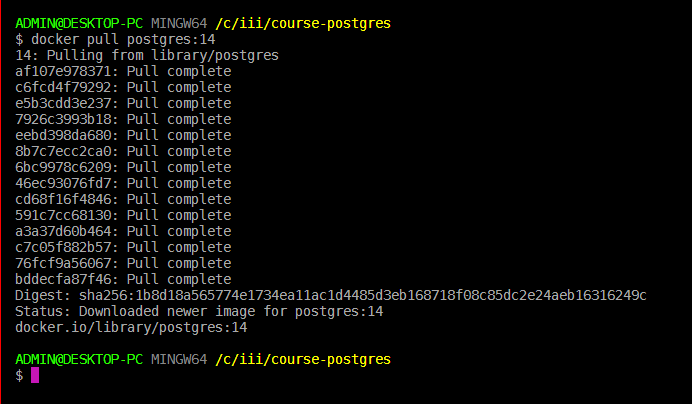 ADMIN@DESKTOP-PC MINGW64 /c/iii/course-postgres
$ docker pull postgres:14
14: Pulling from library/postgres
af107e978371: Pull complete
c6fcd4f79292: Pull complete
e5b3cdd3e237: Pull complete
7926c3993b18: Pull complete
eebd398da680: Pull complete
8b7c7ecc2ca0: Pull complete
6bc9978c6209: Pull complete
46ec93076fd7: Pull complete
cd68f16f4846: Pull complete
591c7cc68130: Pull complete
a3a37d60b464: Pull complete
c7c05f882b57: Pull complete
76fcf9a56067: Pull complete
bddecfa87f46: Pull complete
Digest: sha256:1b8d18a565774e1734ea11ac1d4485d3eb168718f08c85dc2e24aeb16316249c
Status: Downloaded newer image for postgres:14
docker.io/library/postgres:14
ADMIN@DESKTOP-PC MINGW64 /c/iii/course-postgres
$